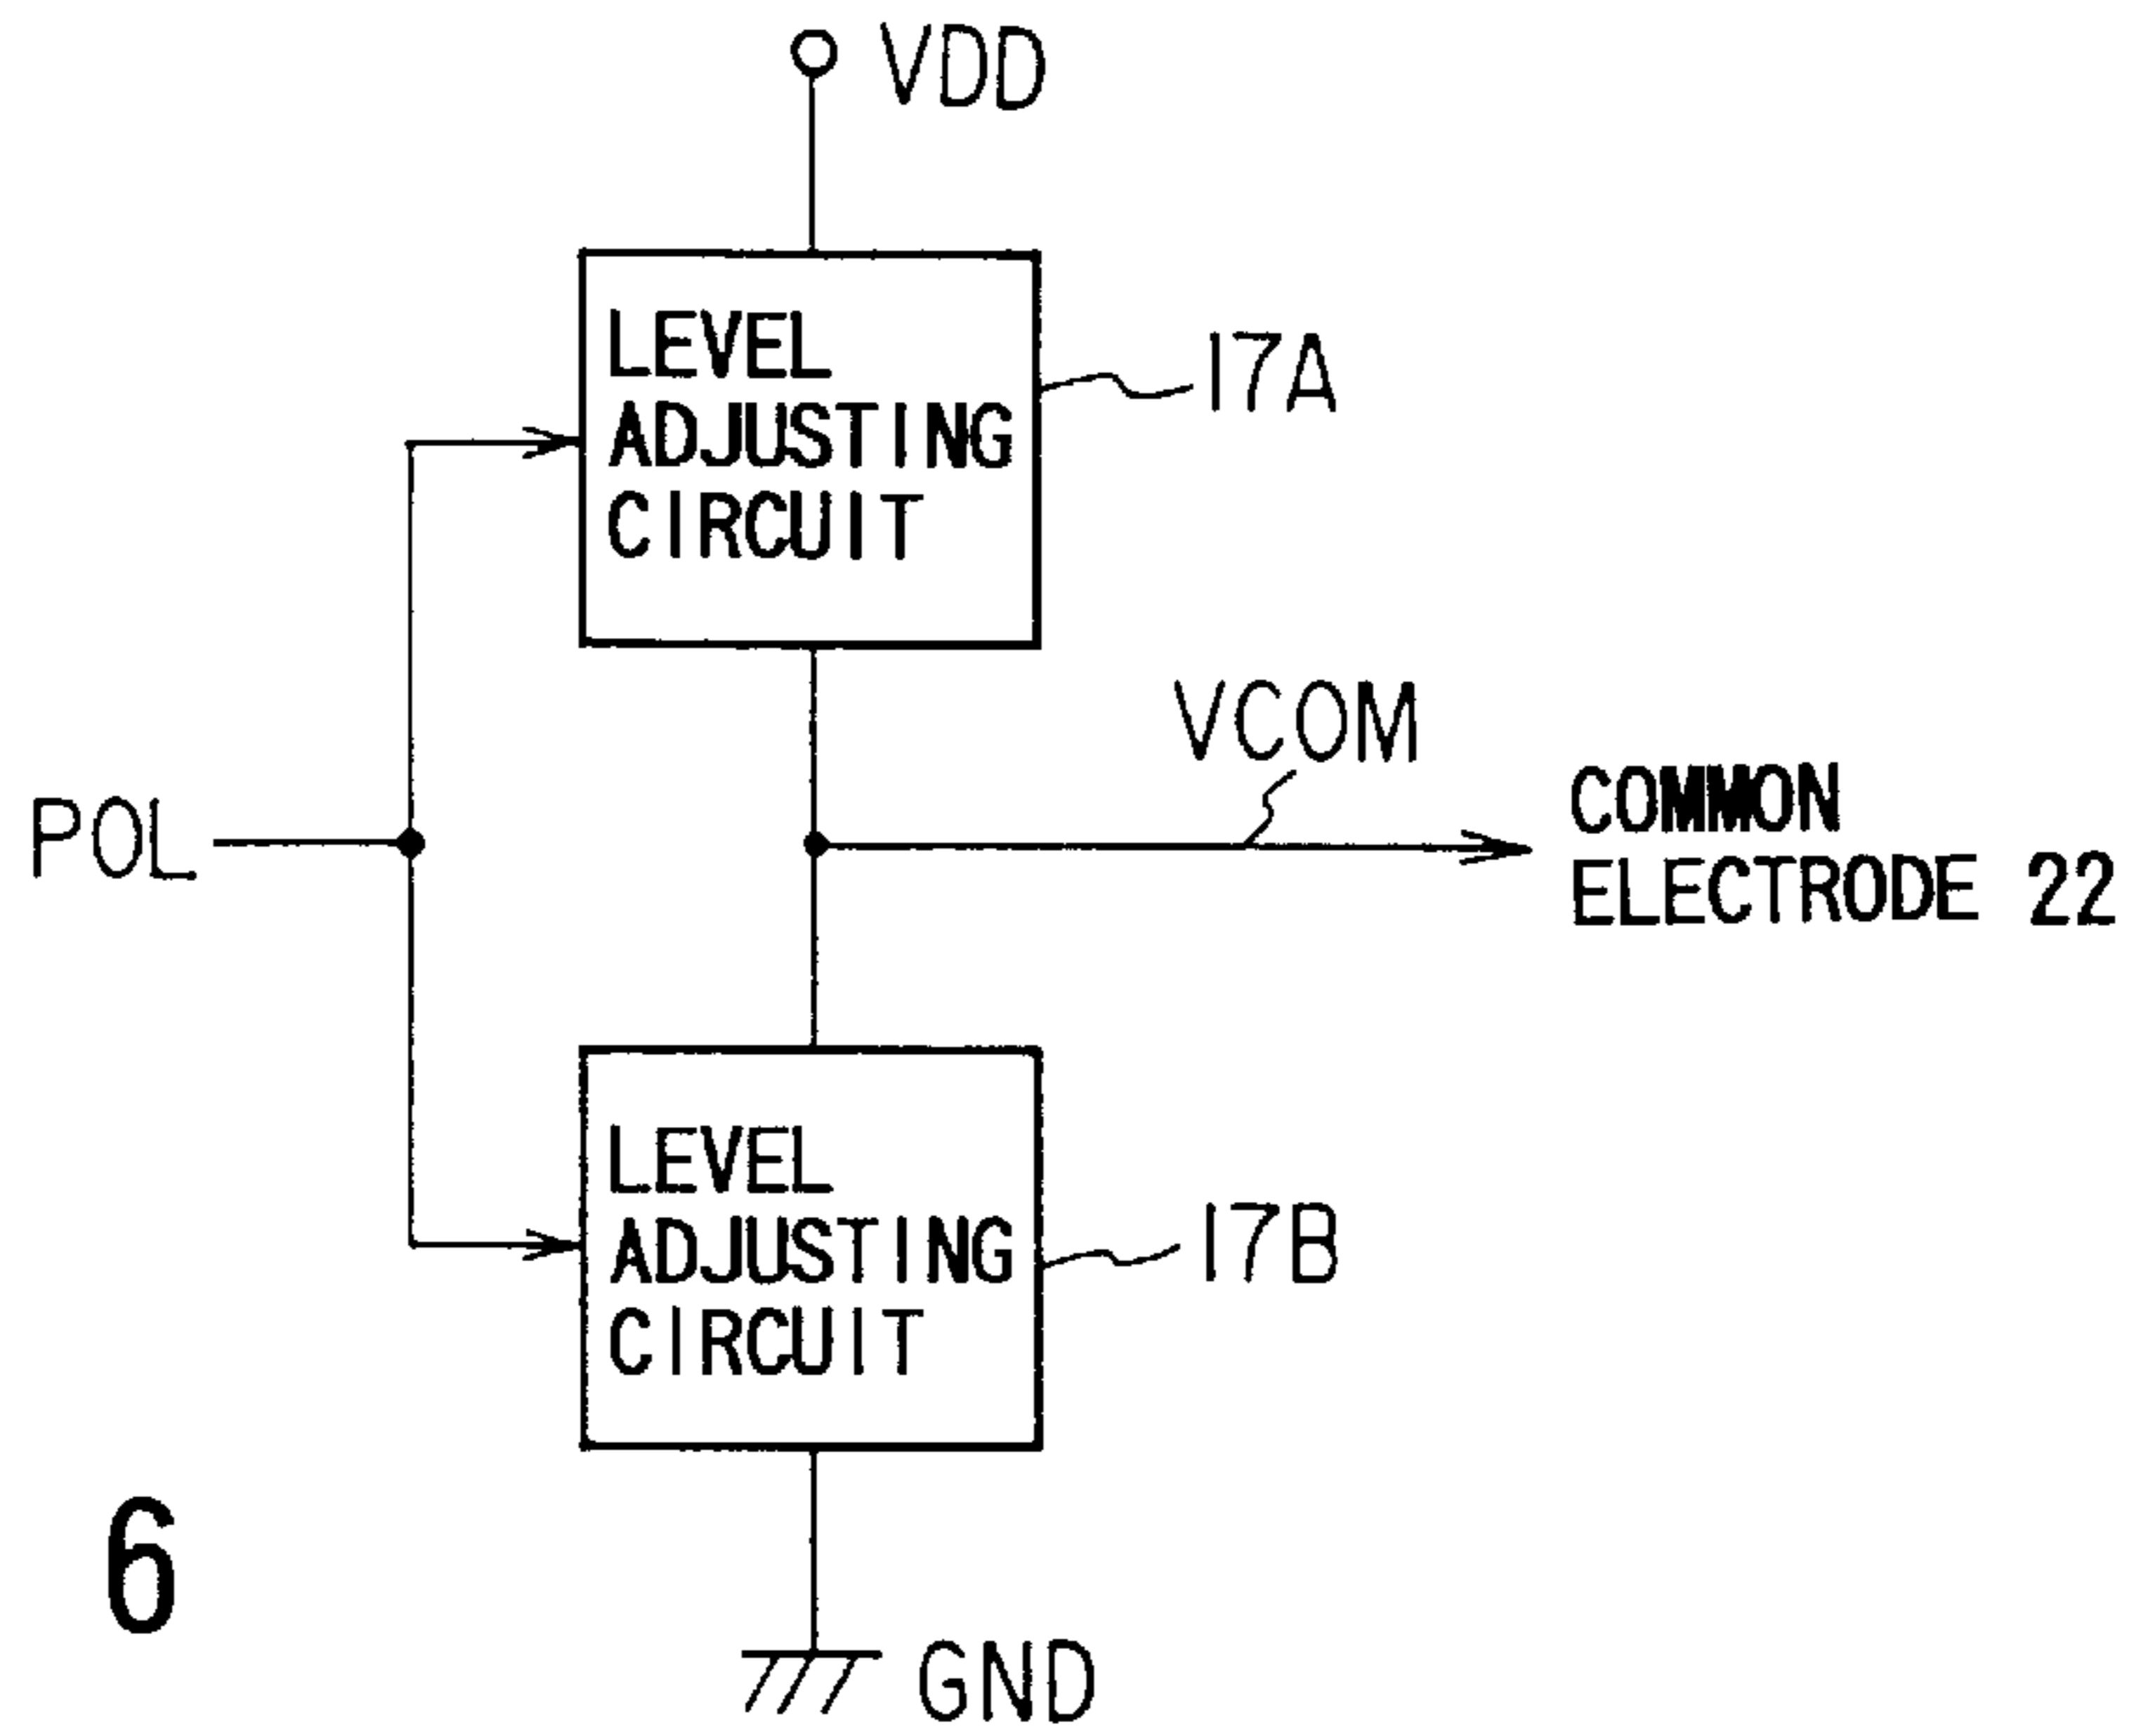 VDD
LEVEL
ADJUSTING
CIRCUIT
17A
VCOM
POL
COMMON
ELECTRODE 22
LEVEL
ADJUSTING
CIRCUIT
17B
6
GND